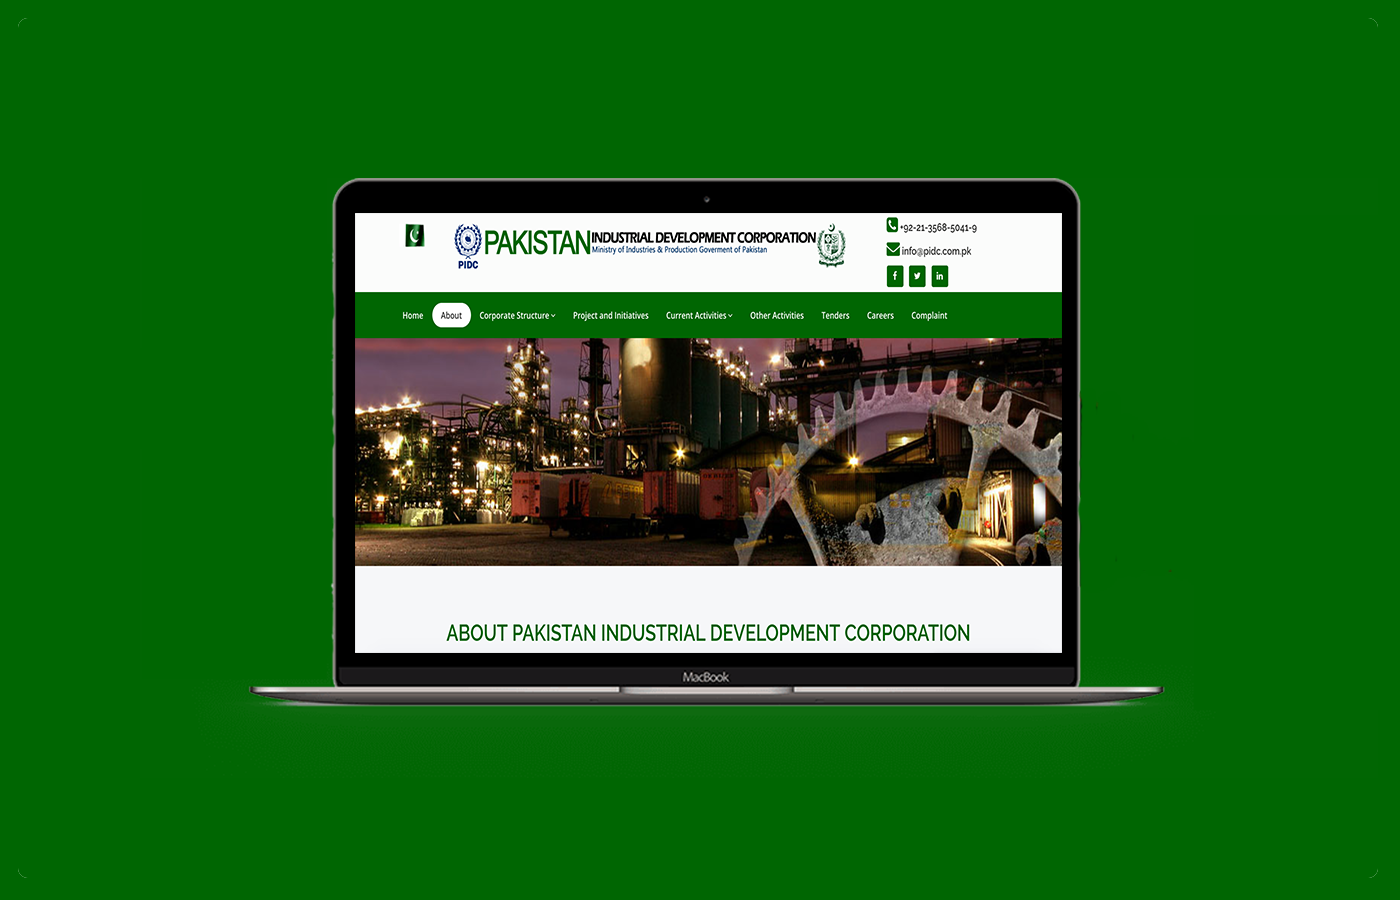 PAKISTAN INDUSTRIAL DEVELOPMENT CORPORATION
Ministry of Industries & Production Goverment of Pakistan
PIDC
+92-21-3568-5041-9
info@pidc.com.pk
f in
Home About Corporate Structure Project and Initiatives Current Activities Other Activities Tenders Careers Complaint
ABOUT PAKISTAN INDUSTRIAL DEVELOPMENT CORPORATION
MacBook